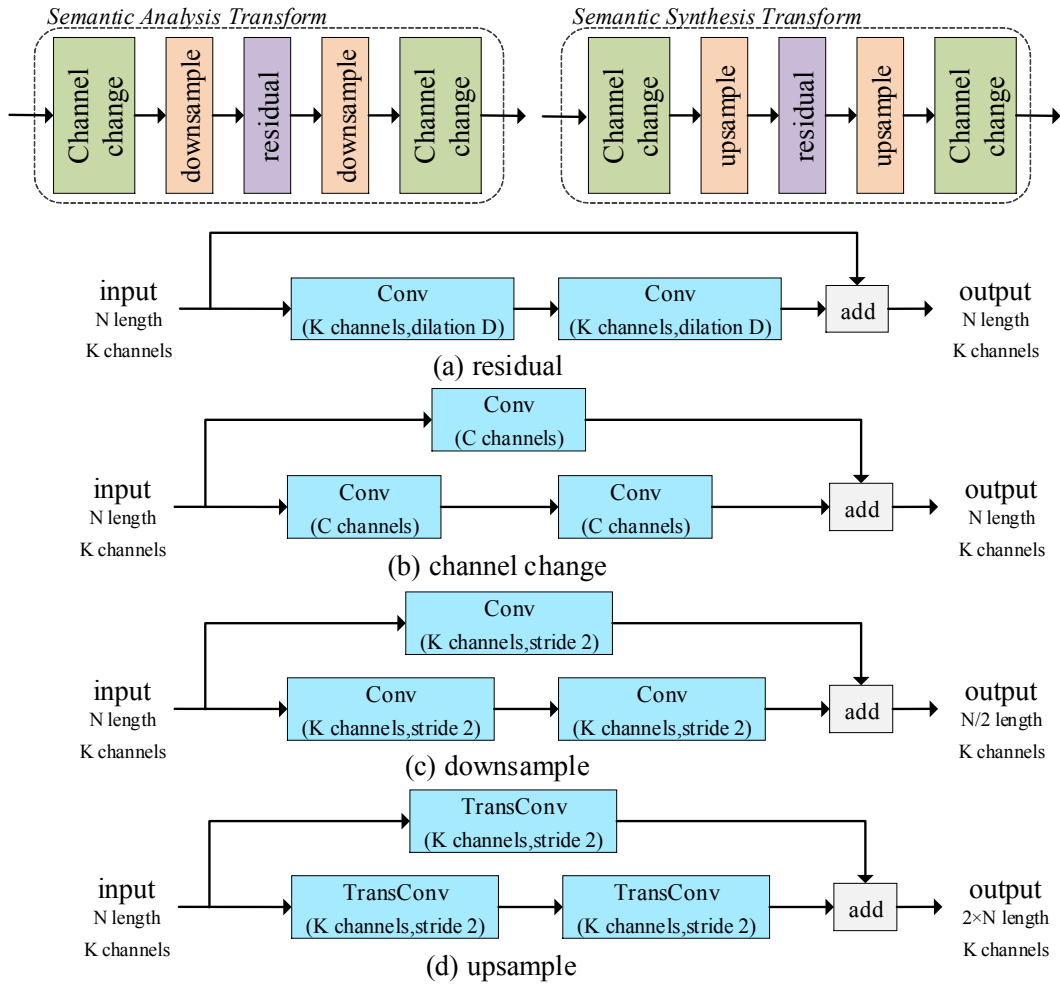 Semantic Analysis Transform
Semantic Synthesis Transform
Channel
change
downsample
residual
downsample
Channel
change
Channel
change
upsample
residual
upsample
Channel
change
input
N length
K channels
Conv
(K channels,dilation D)
Conv
(K channels,dilation D)
add
output
N length
K channels
(a) residual
Conv
(C channels)
input
N length
K channels
Conv
(C channels)
Conv
(C channels)
add
output
N length
K channels
(b) channel change
Conv
(K channels,stride 2)
input
N length
K channels
Conv
(K channels,stride 2)
Conv
(K channels,stride 2)
add
output
N/2 length
K channels
(c) downsample
TransConv
(K channels,stride 2)
input
N length
K channels
TransConv
(K channels,stride 2)
TransConv
(K channels,stride 2)
add
output
2×N length
K channels
(d) upsample